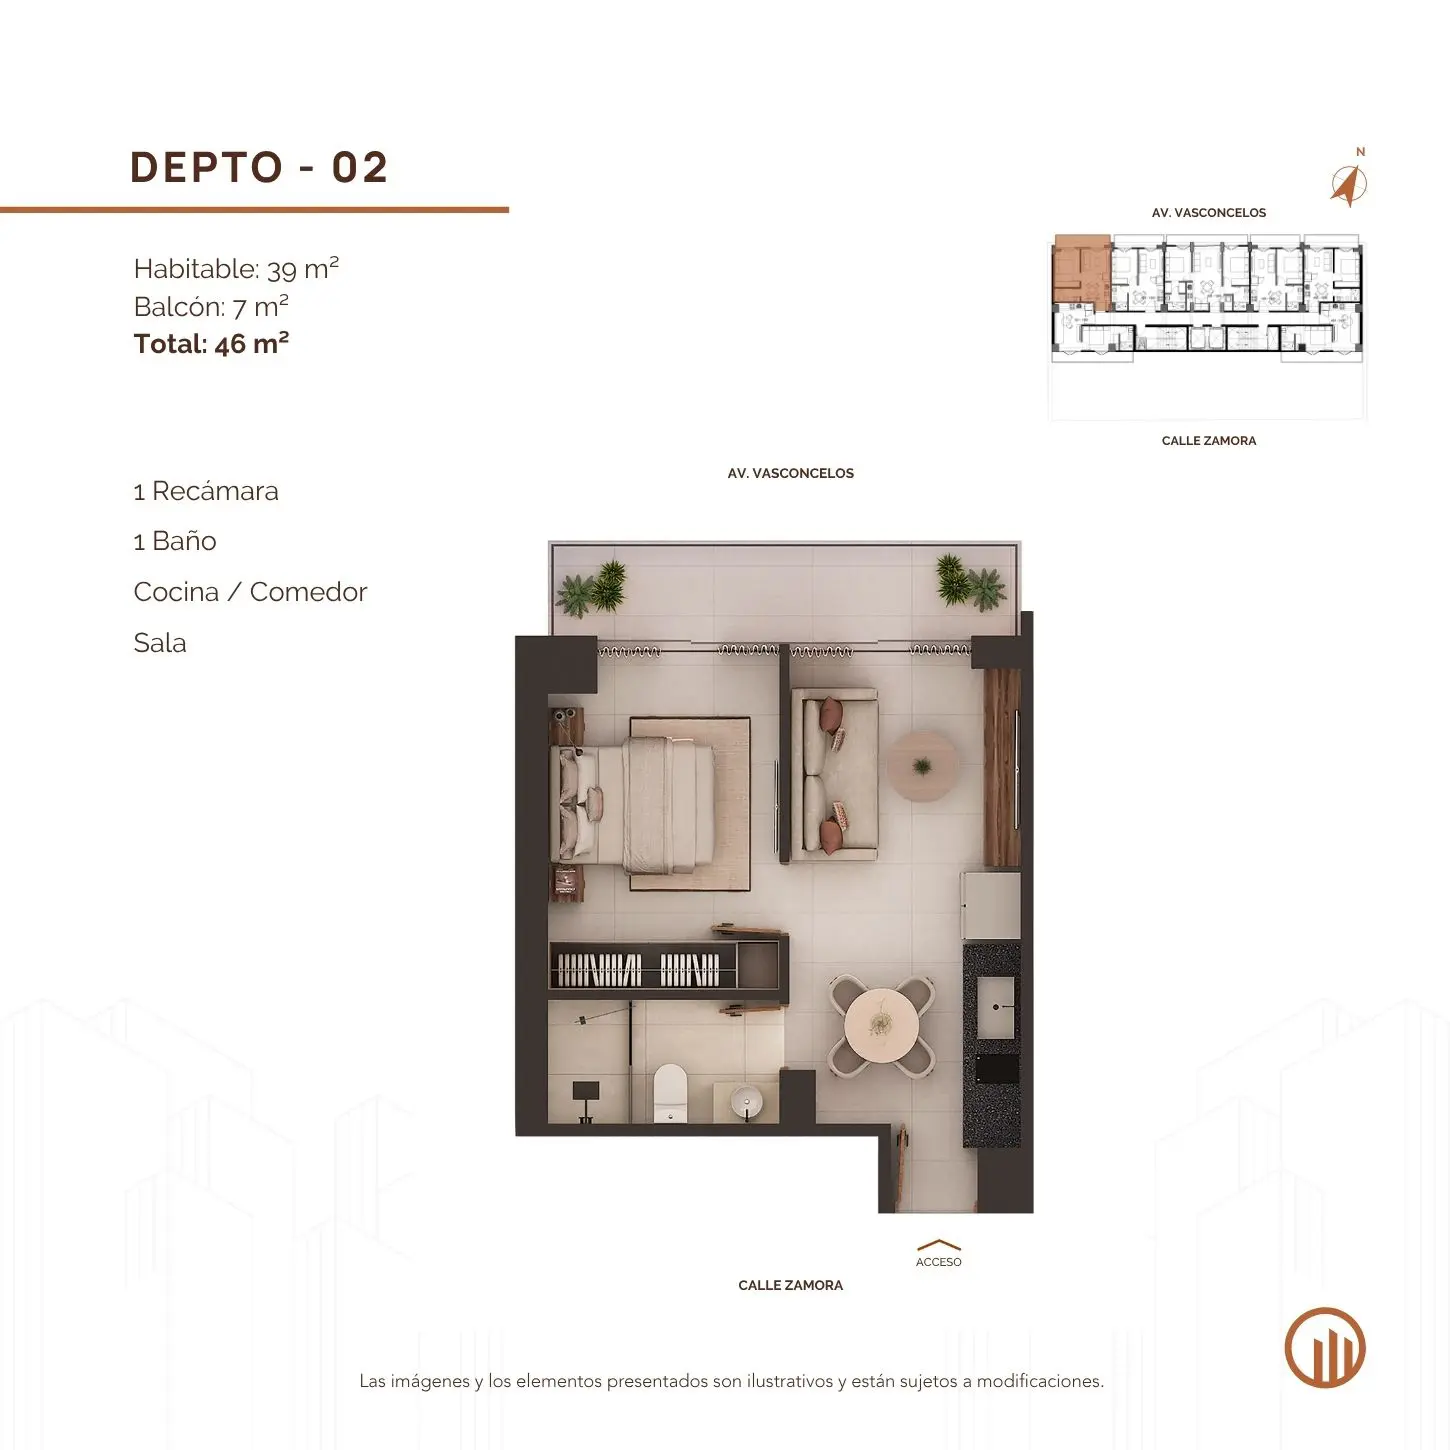 DEPTO - 02
Habitable: 39 m²
Balcón: 7 m²
Total: 46 m²
1 Recámara
1 Baño
Cocina / Comedor
Sala
N
AV. VASCONCELOS
CALLE ZAMORA
AV. VASCONCELOS
ACCESO
CALLE ZAMORA
Las imágenes y los elementos presentados son ilustrativos y están sujetos a modificaciones.